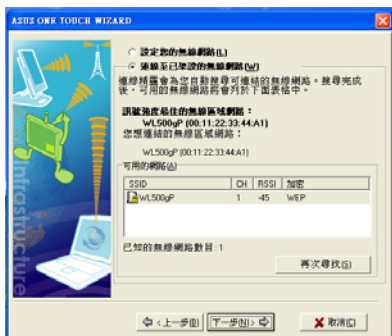 ASUS ONE TOUCH WIZARD
設定您的無線網路(L)
連線至已架設的無線網路(W)
連線精靈會為您自動搜尋可連結的無線網路。搜尋完成
後，可用的無線網路將會列於下面表格中。
訊號強度最佳的無線區域網路：
WL500gP (00:11:22:33:44:A1)
您想連結的無線區域網路：
WL500gP (00:11:22:33:44:A1)
可用的網路(A)
SSID CH RSSI 加密
WL500gP 1 -45 WEP
已知的無線網路數目：1
再次尋找(S)
Infrastructure
<上一步(B) 下一步(N)> 取消(C)